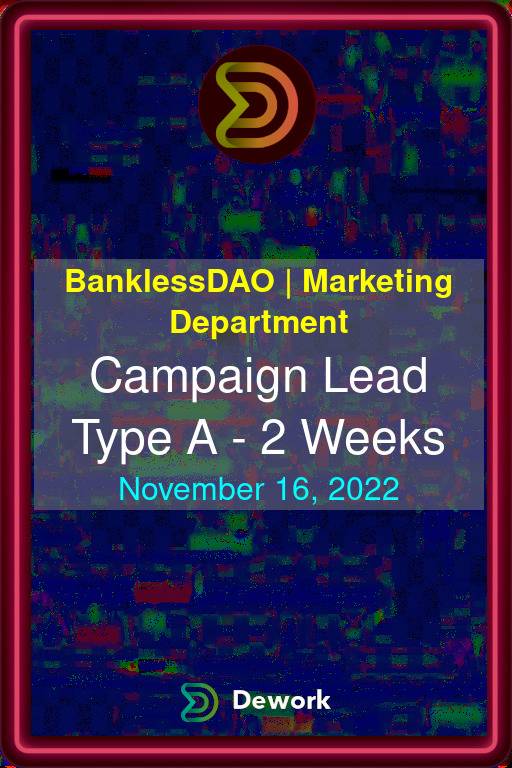 BanklessDAO | Marketing
Department
Campaign Lead
Type A - 2 Weeks
November 16, 2022
Dework